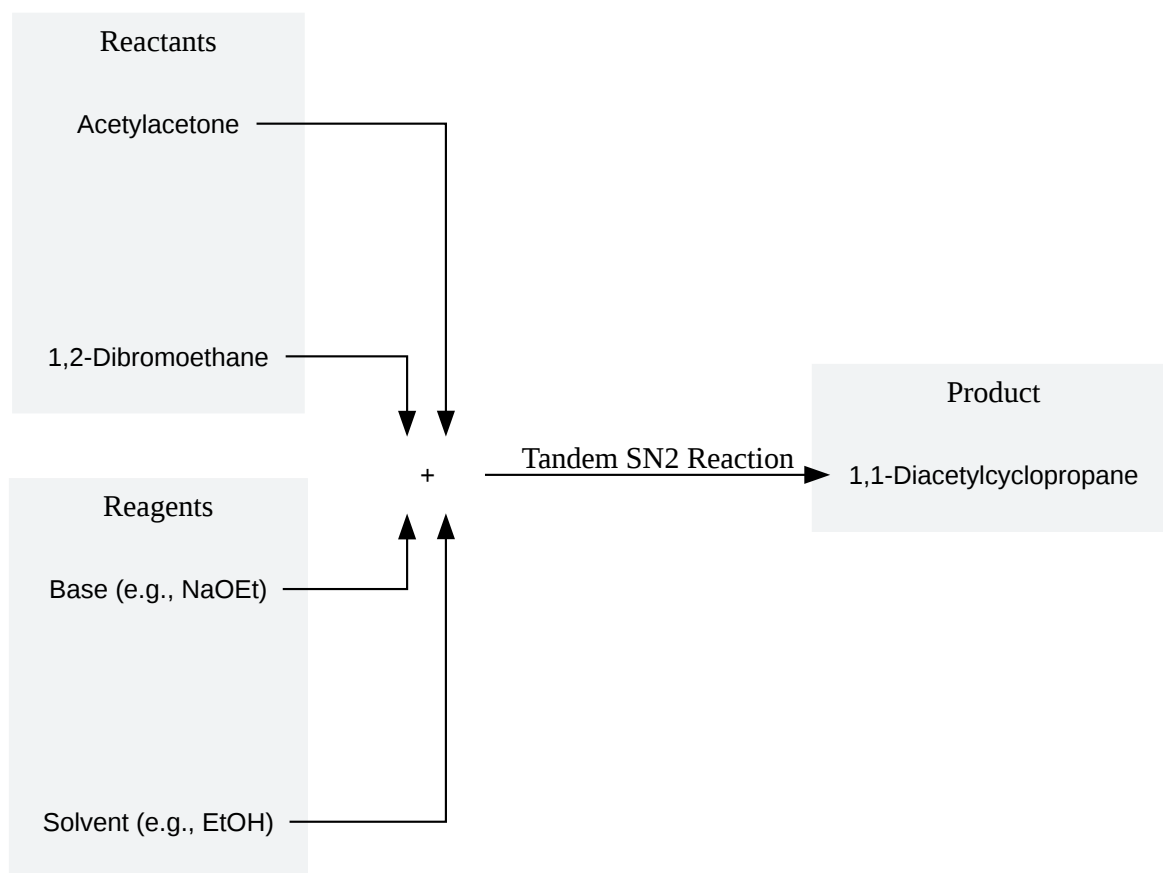 Reactants
Acetylacetone
1,2-Dibromoethane
Reagents
Base (e.g., NaOEt)
Solvent (e.g., EtOH)
+
Tandem SN2 Reaction
Product
1,1-Diacetylcyclopropane